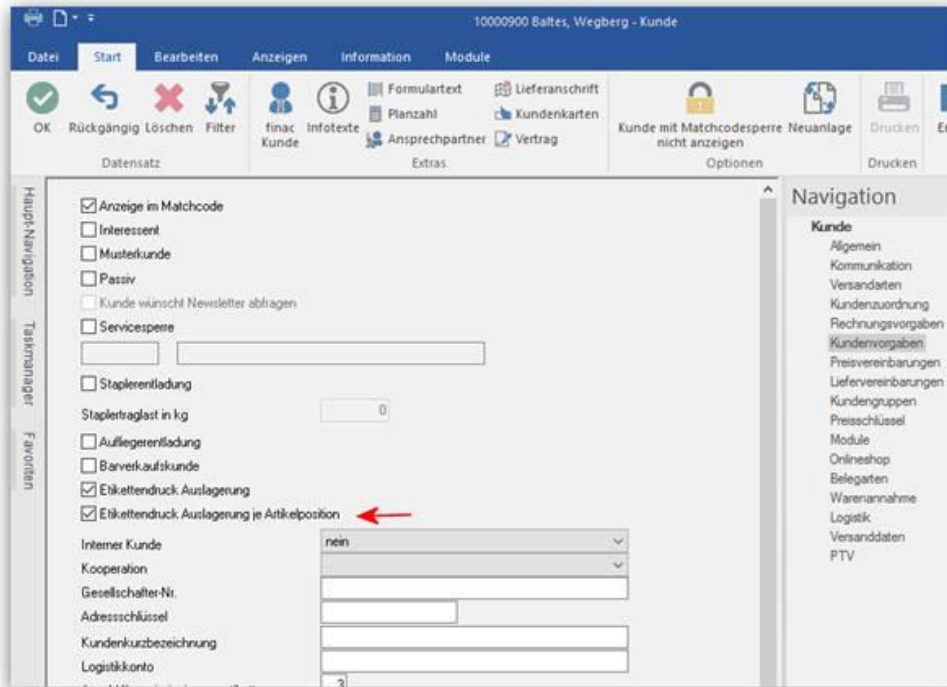 10000900 Baltes, Wegberg - Kunde
Datei Start Bearbeiten Anzeigen Information Module
OK Rückgängig Löschen Filter
Datensatz
finac Kunde
Infotexte
Formulartext
Planzahl
Ansprechpartner
Lieferanschrift
Kundenkarten
Vertrag
Extras
Kunde mit Matchcodesperre
nicht anzeigen
Neuanlage
Optionen
Drucken
Drucken
Haupt-Navigation
Taskmanager
Favoriten
Anzeige im Matchcode
Interessent
Musterkunde
Passiv
Kunde wünscht Newsletter abfragen
Servicesperre
Staplerentladung
Staplertraglast in kg 0
Aufliegerentladung
Barverkaufskunde
Etikettendruck Auslagerung
Etikettendruck Auslagerung je Artikelposition
Interner Kunde nein
Kooperation
Gesellschafter-Nr.
Adressschlüssel
Kundenkurzbezeichnung
Logistikkonto
3
Navigation
Kunde
Allgemein
Kommunikation
Versandarten
Kundenzuordnung
Rechnungsvorgaben
Kundenvorgaben
Preisvereinbarungen
Liefervereinbarungen
Kundengruppen
Preisschlüssel
Module
Onlineshop
Belegarten
Warenannahme
Logistik
Versanddaten
PTV